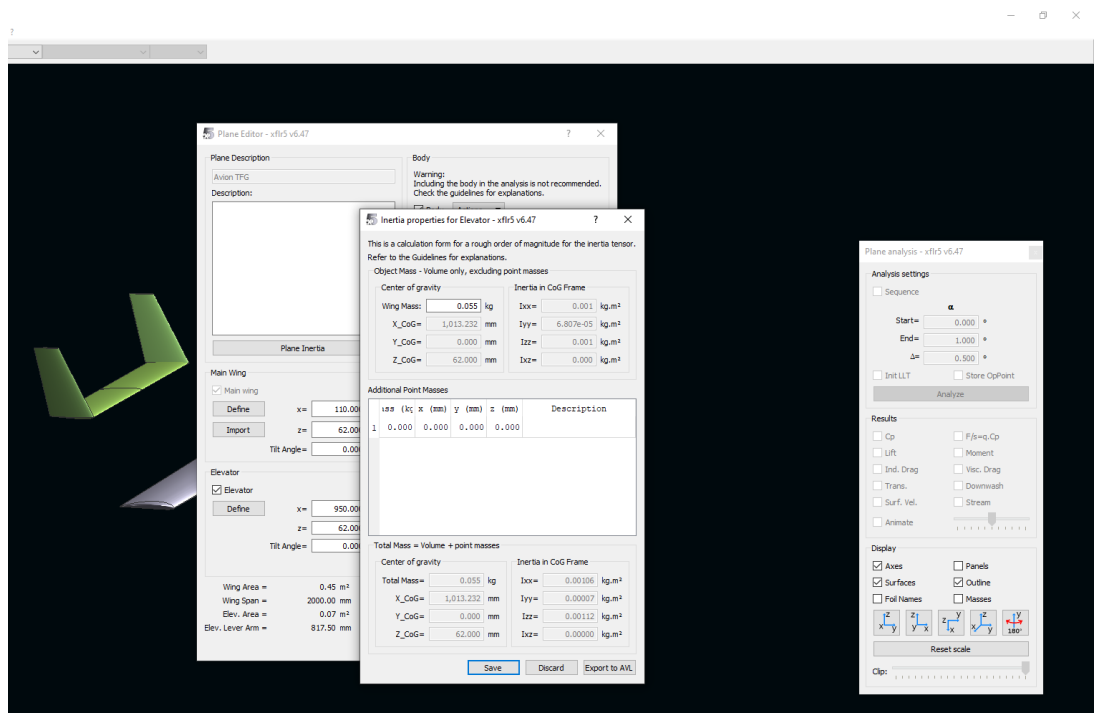 ?
Plane Editor - xflr5 v6.47 ?
Plane Description
Avion TFG
Description:
Plane Inertia
Body
Warning:
Including the body in the analysis is not recommended.
Check the guidelines for explanations.
Main Wing
Main wing
Define x= 110.00
Import z= 62.00
Tilt Angle= 0.00
Elevator
Elevator
Define x= 950.00
z= 62.00
Tilt Angle= 0.00
Wing Area = 0.45 m²
Wing Span = 2000.00 mm
Elev. Area = 0.07 m²
Elev. Lever Arm = 817.50 mm
Inertia properties for Elevator - xflr5 v6.47 ?
This is a calculation form for a rough order of magnitude for the inertia tensor.
Refer to the Guidelines for explanations.
Object Mass - Volume only, excluding point masses
Center of gravity Inertia in CoG Frame
Wing Mass: 0.055 kg Ixx= 0.001 kg.m²
X_CoG= 1,013.232 mm Iyy= 6.807e-05 kg.m²
Y_CoG= 0.000 mm Izz= 0.001 kg.m²
Z_CoG= 62.000 mm Ixz= 0.000 kg.m²
Additional Point Masses
x (mm) y (mm) z (mm) Description
1 0.000 0.000 0.000 0.000
Total Mass = Volume + point masses
Center of gravity Inertia in CoG Frame
Total Mass= 0.055 kg Ixx= 0.00106 kg.m²
X_CoG= 1,013.232 mm Iyy= 0.00007 kg.m²
Y_CoG= 0.000 mm Izz= 0.00112 kg.m²
Z_CoG= 62.000 mm Ixz= 0.00000 kg.m²
Save Discard Export to AVL
Plane analysis - xflr5 v6.47
Analysis settings
Sequence
α
Start= 0.000 °
End= 1.000 °
Δ= 0.500 °
Init LLT Store OpPoint
Analyze
Results
Cp F/s=q.Cp
Lift Moment
Ind. Drag Visc. Drag
Trans. Downwash
Surf. Vel. Stream
Animate
Display
Axes Panels
Surfaces Outline
Foil Names Masses
z x y z y x z y x z x y y 180°
Reset scale
Clip: